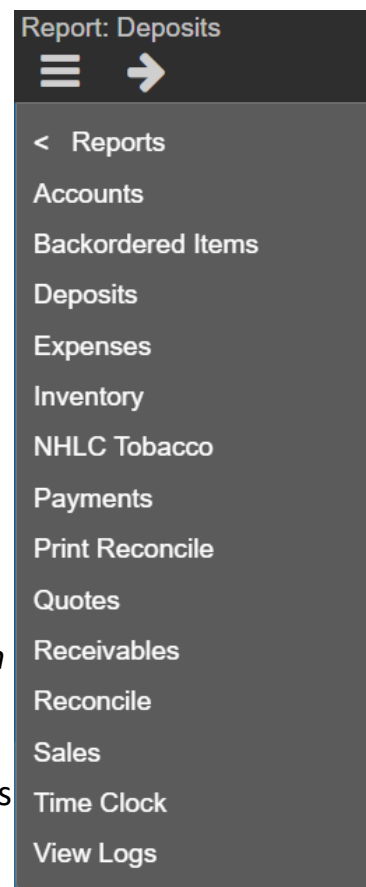 Report: Deposits
< Reports
Accounts
Backordered Items
Deposits
Expenses
Inventory
NHLC Tobacco
Payments
Print Reconcile
Quotes
Receivables
Reconcile
Sales
Time Clock
View Logs